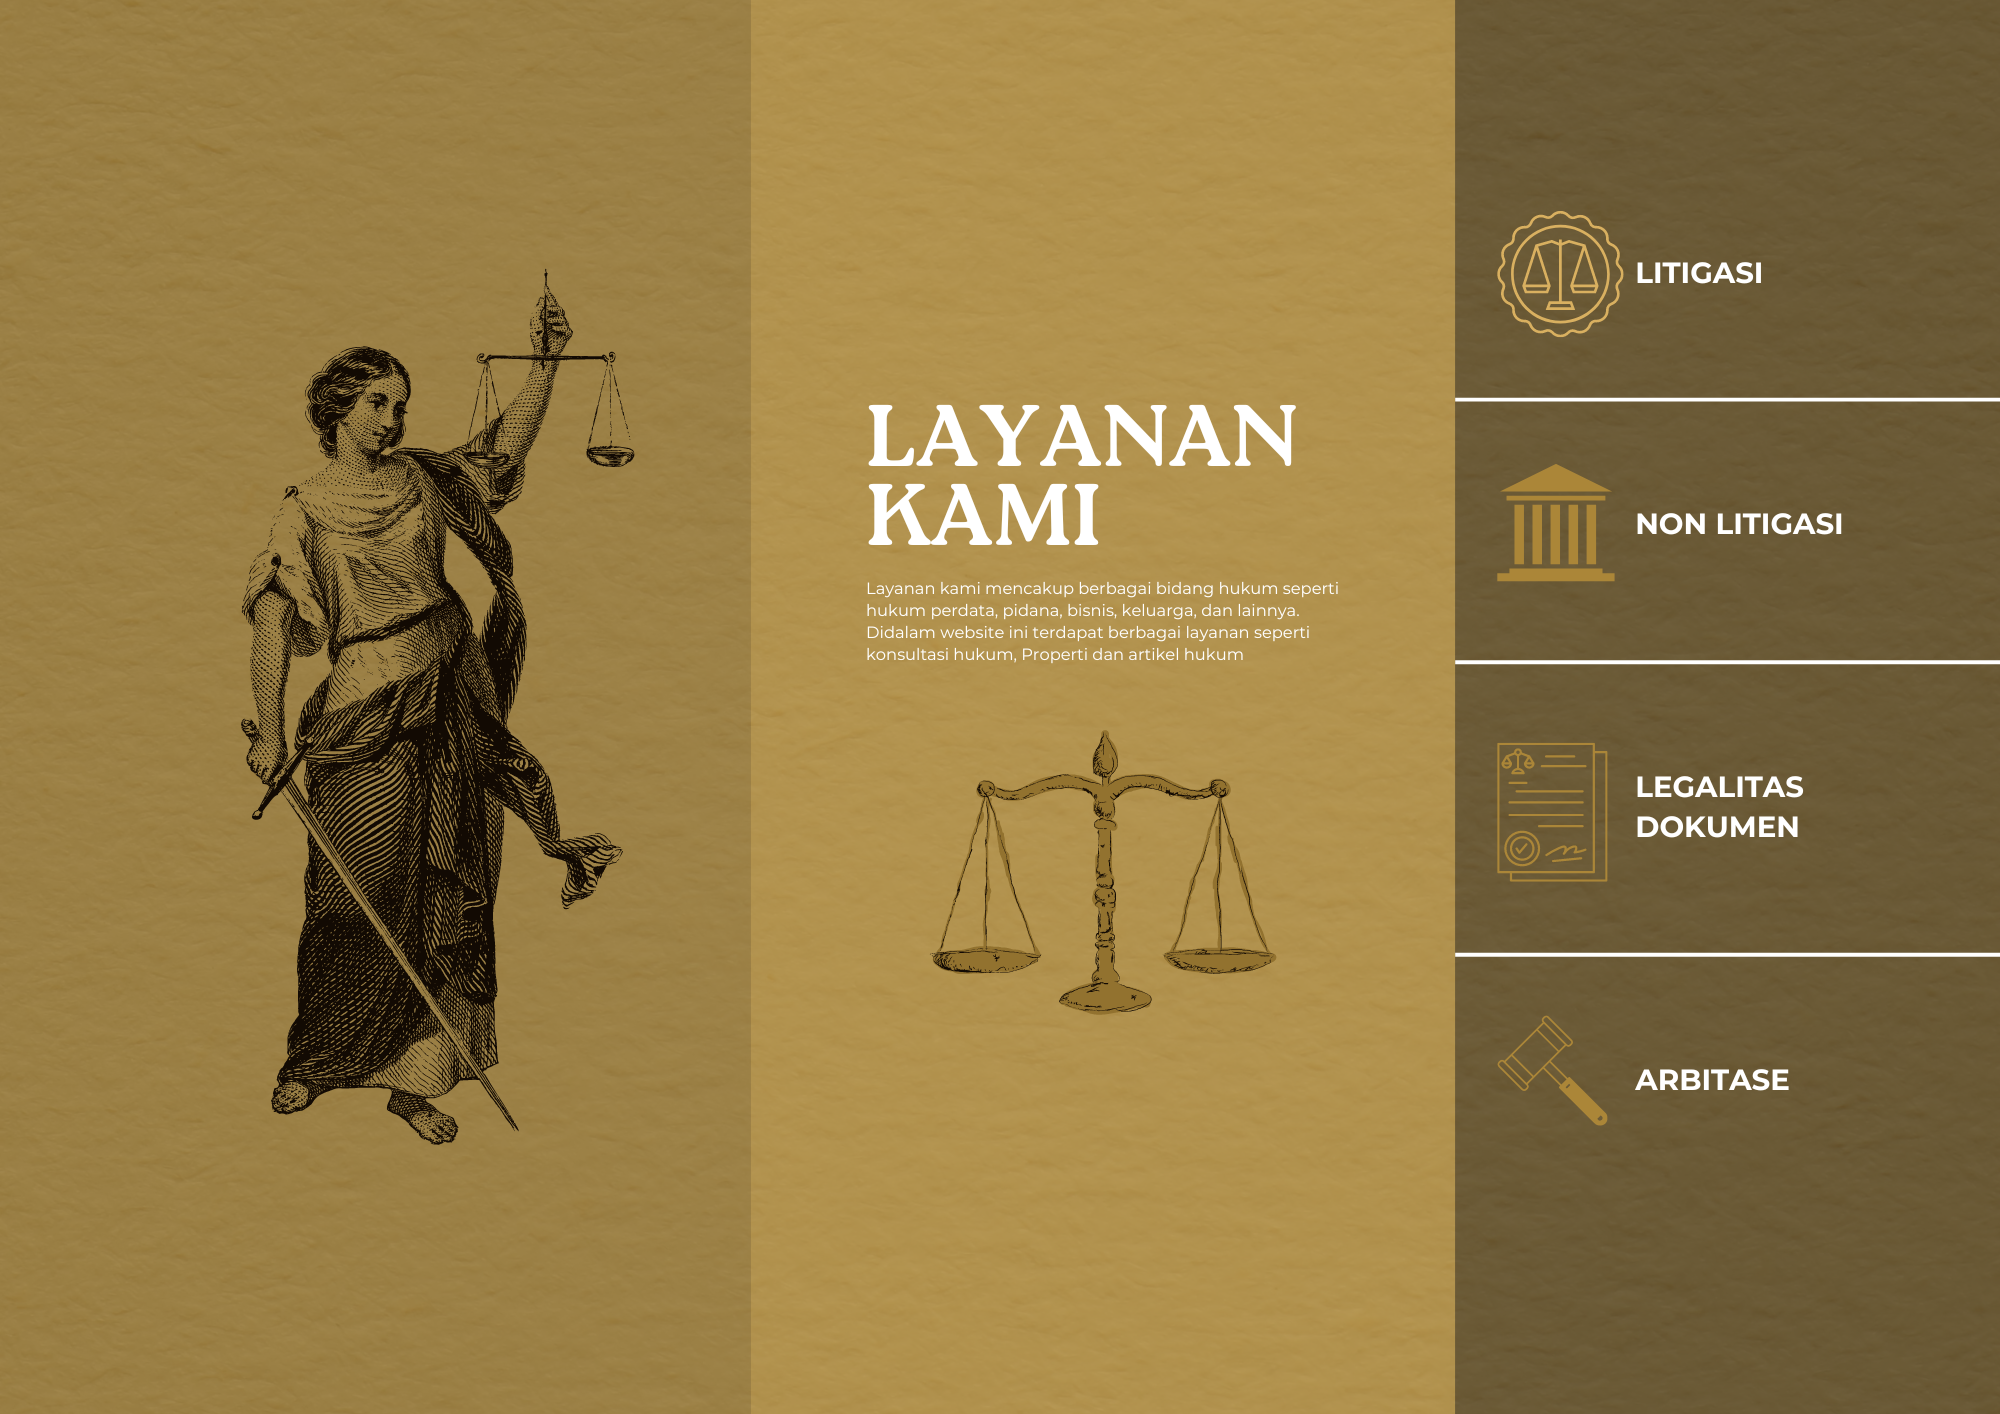 LAYANAN
KAMI
Layanan kami mencakup berbagai bidang hukum seperti
hukum perdata, pidana, bisnis, keluarga, dan lainnya.
Didalam website ini terdapat berbagai layanan seperti
konsultasi hukum, Properti dan artikel hukum
LITIGASI
NON LITIGASI
LEGALITAS
DOKUMEN
ARBITASE